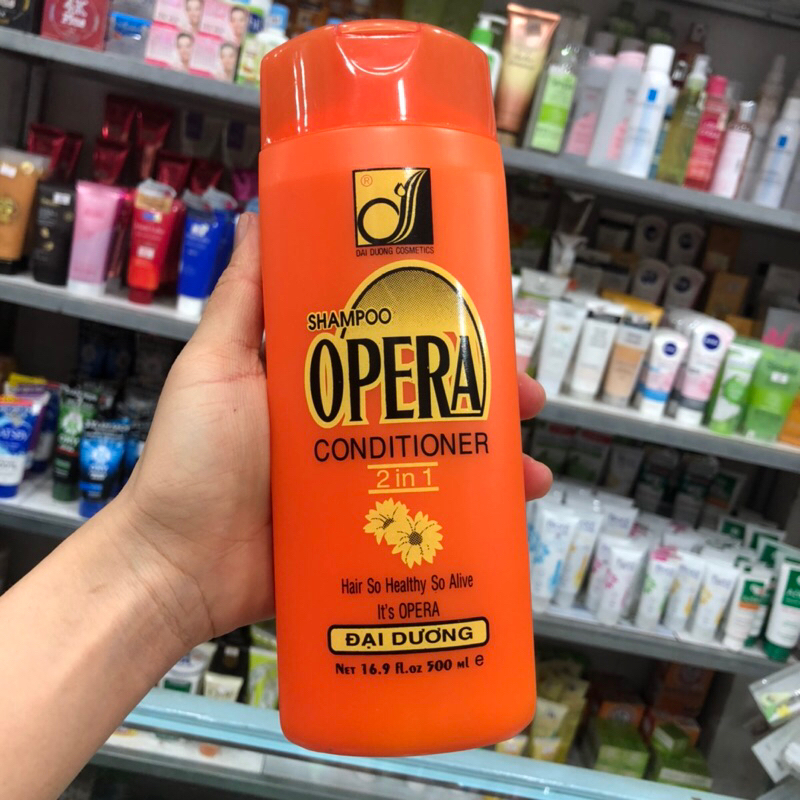 ®
DAI DUONG COSMETICS
SHAMPOO
O'PERA
CONDITIONER
2 in 1
Hair So Healthy So Alive
It's OPERA
ĐẠI DƯƠNG
NET 16.9 fl.oz 500 ml e